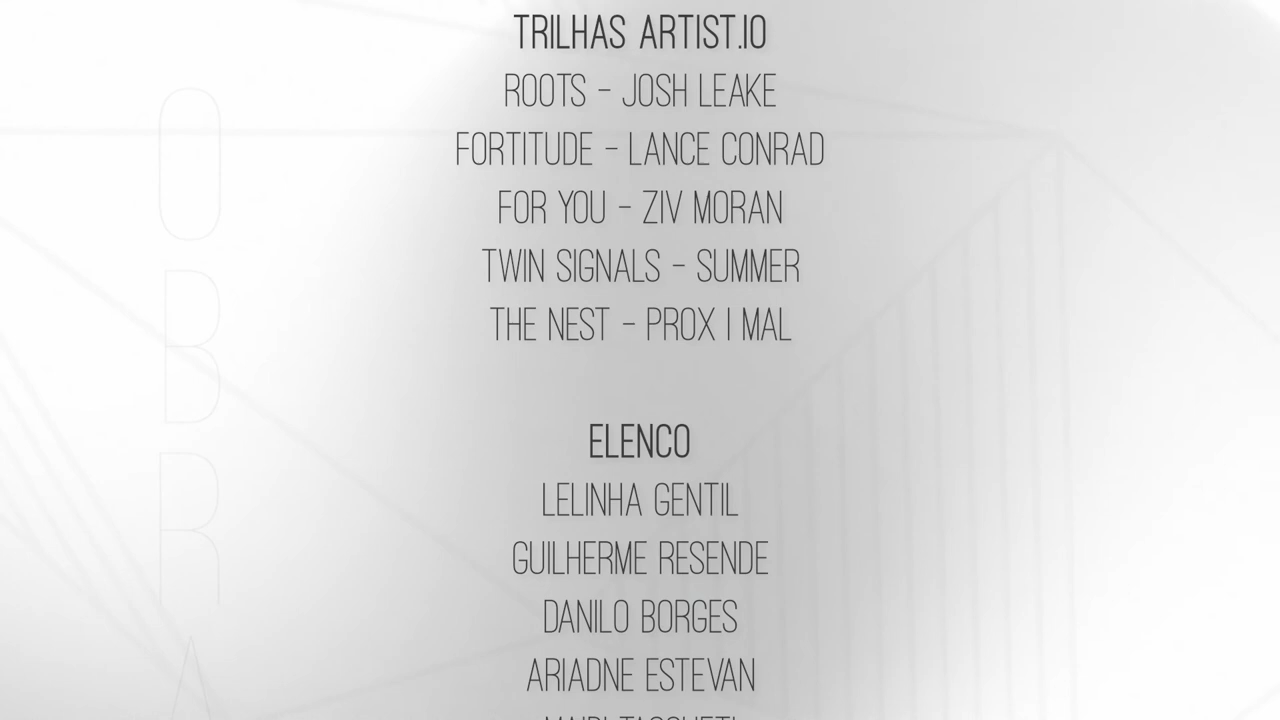 TRILHAS ARTIST.IO
ROOTS - JOSH LEAKE
FORTITUDE - LANCE CONRAD
FOR YOU - ZIV MORAN
TWIN SIGNALS - SUMMER
THE NEST - PROX I MAL
ELENCO
LELINHA GENTIL
GUILHERME RESENDE
DANILO BORGES
ARIADNE ESTEVAN
OBRA